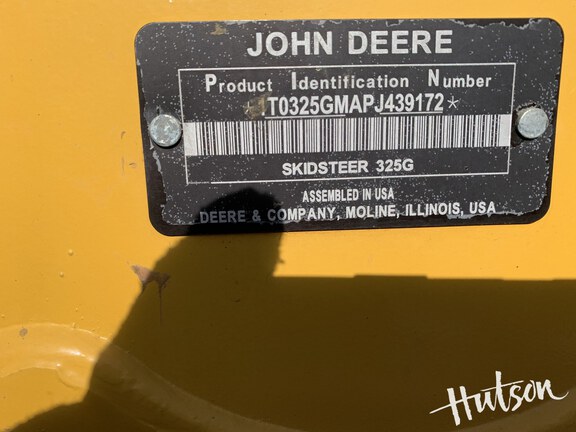 JOHN DEERE
Product Identification Number
*1T0325GMAPJ439172*
SKIDSTEER 325G
ASSEMBLED IN USA
DEERE & COMPANY, MOLINE, ILLINOIS, USA
Hutson